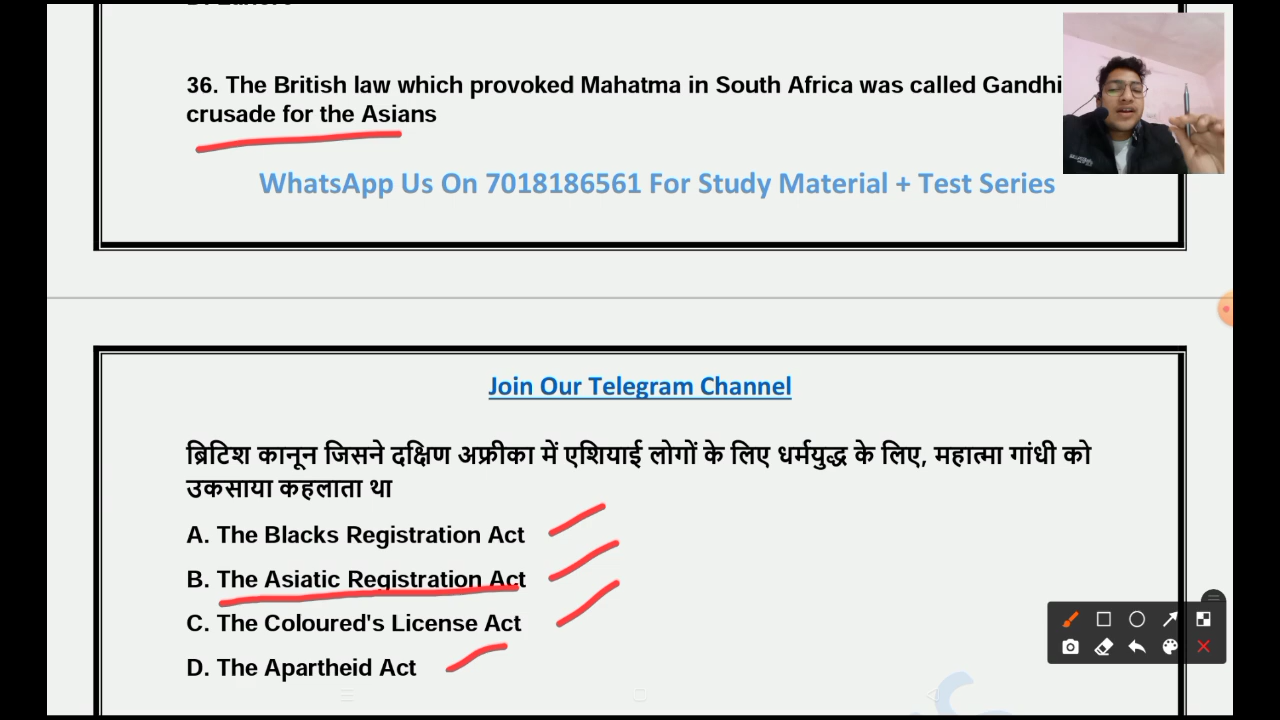 36. The British law which provoked Mahatma in South Africa was called Gandhi
crusade for the Asians
WhatsApp Us On 7018186561 For Study Material + Test Series
Join Our Telegram Channel
ब्रिटिश कानून जिसने दक्षिण अफ्रीका में एशियाई लोगों के लिए धर्मयुद्ध के लिए, महात्मा गांधी को
उकसाया कहलाता था
A. The Blacks Registration Act
B. The Asiatic Registration Act
C. The Coloured's License Act
D. The Apartheid Act